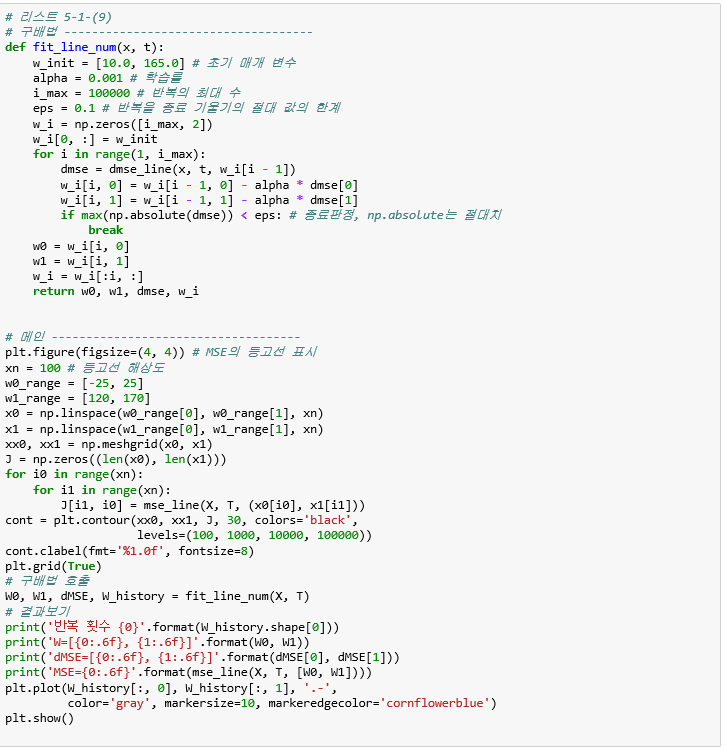 # 리스트 5-1-(9)
# 구배법 ------------------------------------
def fit_line_num(x, t):
    w_init = [10.0, 165.0] # 초기 매개 변수
    alpha = 0.001 # 학습률
    i_max = 100000 # 반복의 최대 수
    eps = 0.1 # 반복을 종료 기울기의 절대 값의 한계
    w_i = np.zeros([i_max, 2])
    w_i[0, :] = w_init
    for i in range(1, i_max):
        dmse = dmse_line(x, t, w_i[i - 1])
        w_i[i, 0] = w_i[i - 1, 0] - alpha * dmse[0]
        w_i[i, 1] = w_i[i - 1, 1] - alpha * dmse[1]
        if max(np.absolute(dmse)) < eps: # 종료판정, np.absolute는 절대치
            break
    w0 = w_i[i, 0]
    w1 = w_i[i, 1]
    w_i = w_i[:i, :]
    return w0, w1, dmse, w_i
# 메인 ------------------------------------
plt.figure(figsize=(4, 4)) # MSE의 등고선 표시
xn = 100 # 등고선 해상도
w0_range = [-25, 25]
w1_range = [120, 170]
x0 = np.linspace(w0_range[0], w0_range[1], xn)
x1 = np.linspace(w1_range[0], w1_range[1], xn)
xx0, xx1 = np.meshgrid(x0, x1)
J = np.zeros((len(x0), len(x1)))
for i0 in range(xn):
    for i1 in range(xn):
        J[i1, i0] = mse_line(X, T, (x0[i0], x1[i1]))
cont = plt.contour(xx0, xx1, J, 30, colors='black',
                   levels=(100, 1000, 10000, 100000))
cont.clabel(fmt='%1.0f', fontsize=8)
plt.grid(True)
# 구배법 호출
W0, W1, dMSE, W_history = fit_line_num(X, T)
# 결과보기
print('반복 횟수 {0}'.format(W_history.shape[0]))
print('W=[{0:.6f}, {1:.6f}]'.format(W0, W1))
print('dMSE=[{0:.6f}, {1:.6f}]'.format(dMSE[0], dMSE[1]))
print('MSE={0:.6f}'.format(mse_line(X, T, [W0, W1])))
plt.plot(W_history[:, 0], W_history[:, 1], '.-',
         color='gray', markersize=10, markeredgecolor='cornflowerblue')
plt.show()